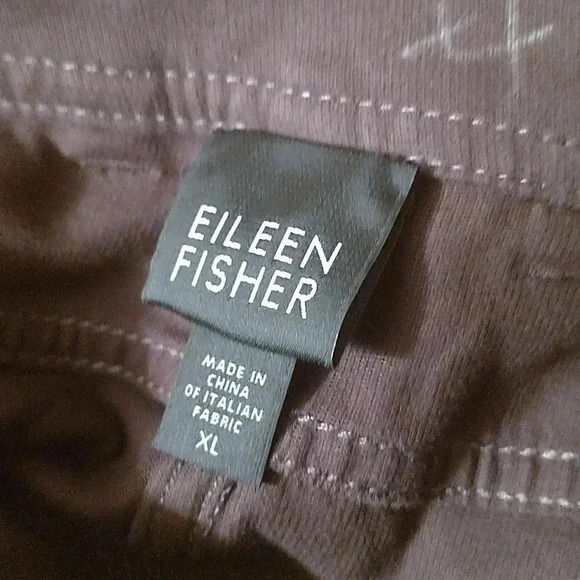 EILEEN
FISHER
MADE IN
CHINA
OF ITALIAN
FABRIC
XL